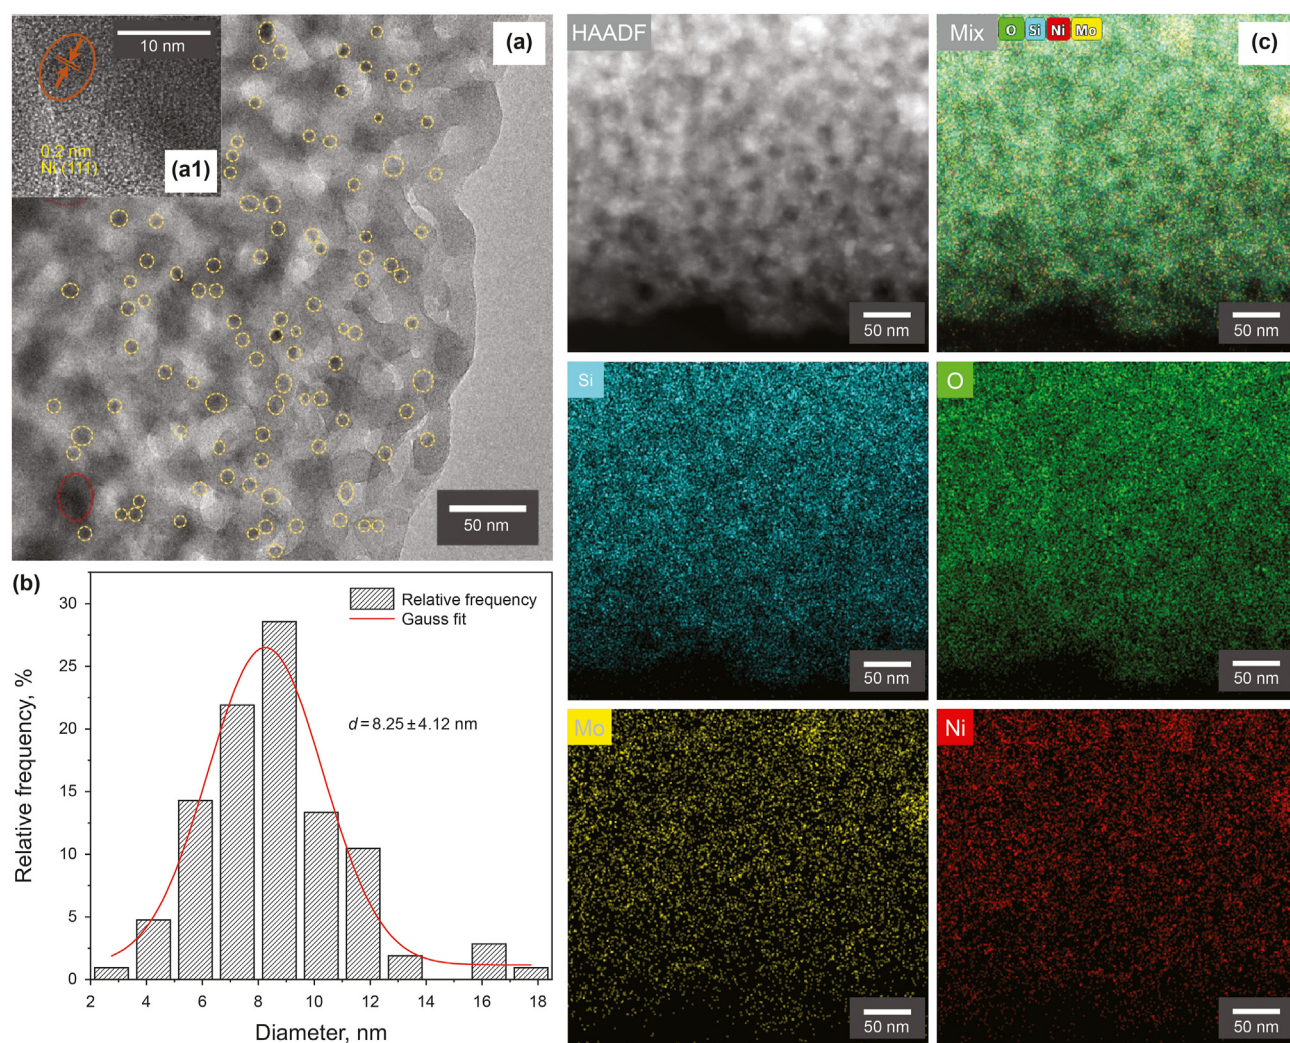 10 nm
(a)
0.2 nm
Ni (111)
(a1)
50 nm
(b)
Relative frequency, %
30
25
20
15
10
5
0
Relative frequency
Gauss fit
d = 8.25 ± 4.12 nm
2 4 6 8 10 12 14 16 18
Diameter, nm
HAADF
50 nm
Mix
O Si Ni Mo
(c)
50 nm
Si
50 nm
O
50 nm
Mo
50 nm
Ni
50 nm